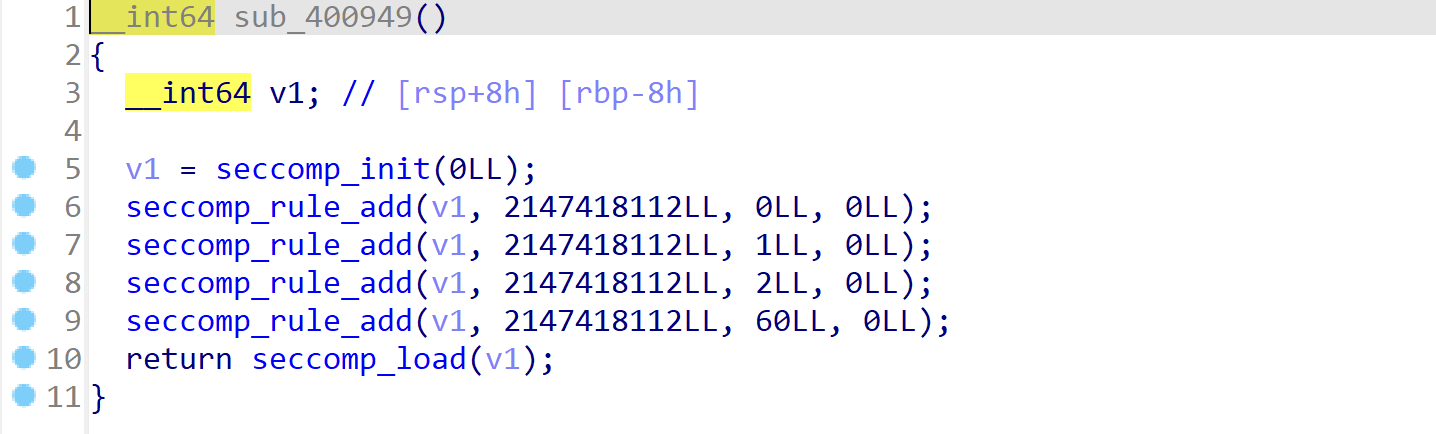 1 __int64 sub_400949()
2 {
3   __int64 v1; // [rsp+8h] [rbp-8h]
4
5   v1 = seccomp_init(0LL);
6   seccomp_rule_add(v1, 2147418112LL, 0LL, 0LL);
7   seccomp_rule_add(v1, 2147418112LL, 1LL, 0LL);
8   seccomp_rule_add(v1, 2147418112LL, 2LL, 0LL);
9   seccomp_rule_add(v1, 2147418112LL, 60LL, 0LL);
10   return seccomp_load(v1);
11 }